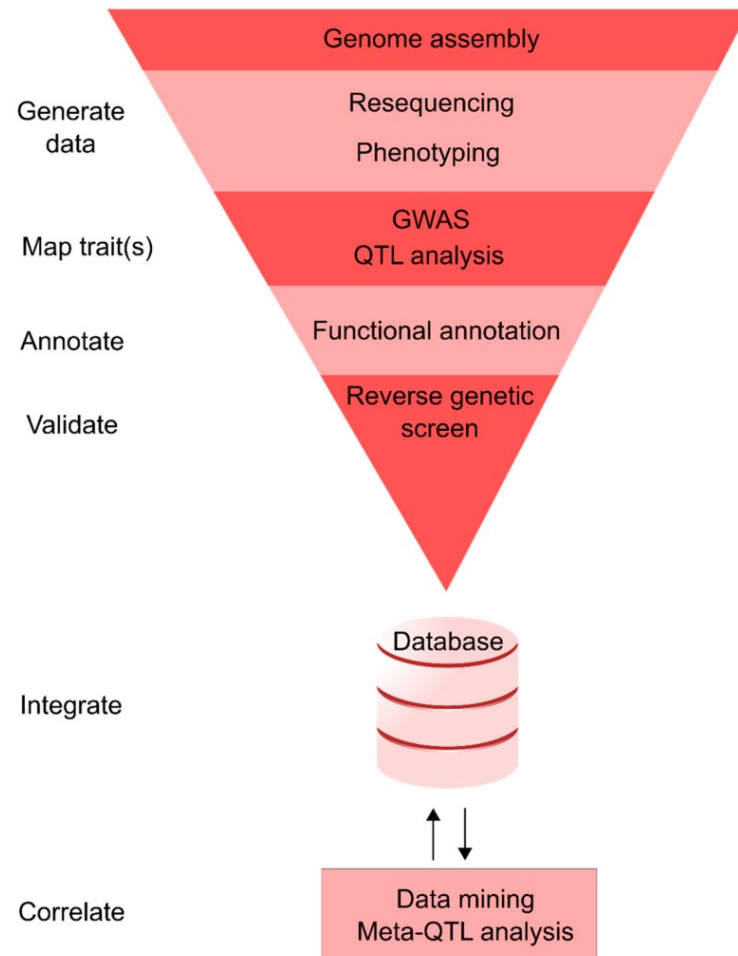 Genome assembly
Generate
data
Resequencing
Phenotyping
Map trait(s)
GWAS
QTL analysis
Annotate
Functional annotation
Validate
Reverse genetic
screen
Database
Integrate
Correlate
Data mining
Meta-QTL analysis